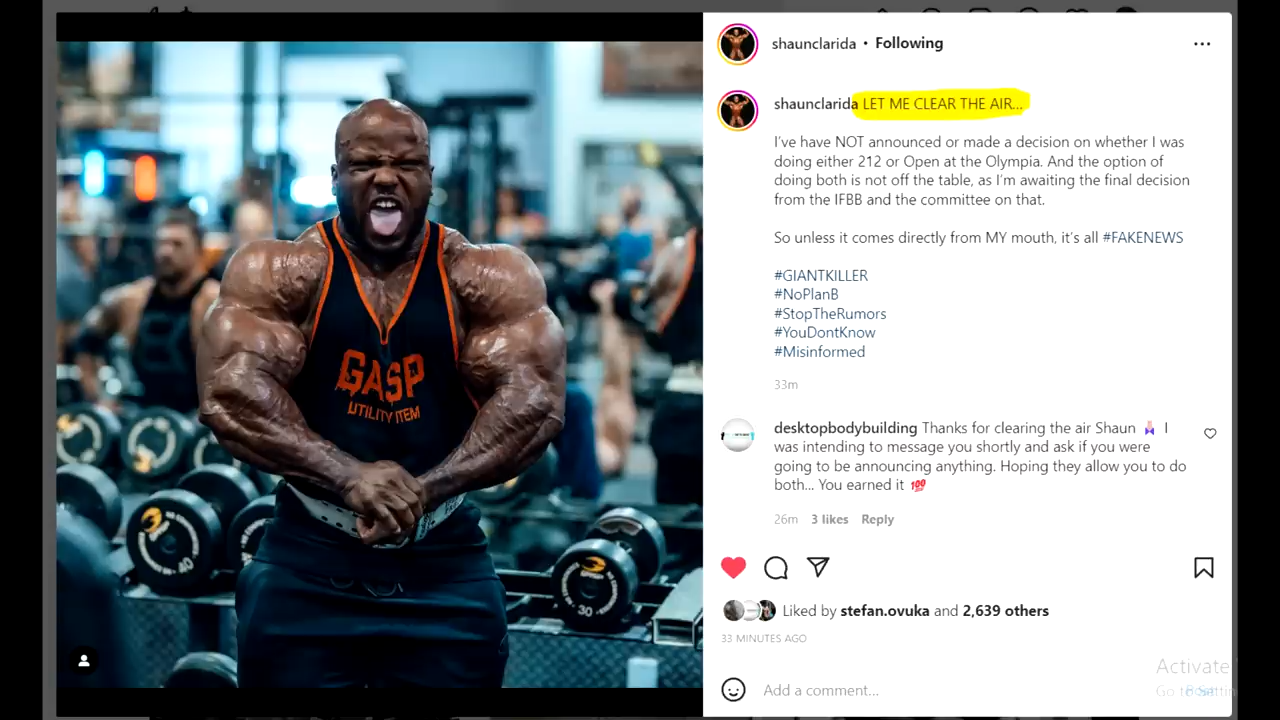 shaunclarida • Following
shaunclarida LET ME CLEAR THE AIR...
I've have NOT announced or made a decision on whether I was
doing either 212 or Open at the Olympia. And the option of
doing both is not off the table, as I'm awaiting the final decision
from the IFBB and the committee on that.
So unless it comes directly from MY mouth, it's all #FAKENEWS
#GIANTKILLER
#NoPlanB
#StopTheRumors
#YouDontKnow
#Misinformed
33m
desktopbodybuilding Thanks for clearing the air Shaun I
was intending to message you shortly and ask if you were
going to be announcing anything. Hoping they allow you to do
both... You earned it 💯
26m 3 likes Reply
Liked by stefan.ovuka and 2,639 others
33 MINUTES AGO
Add a comment...
Post
Activate
GASP
UTILITY ITEM
40
30